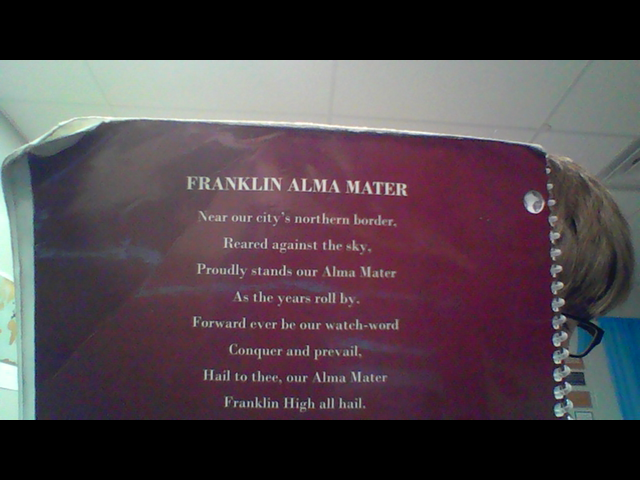 FRANKLIN ALMA MATER
Near our city's northern border,
Reared against the sky,
Proudly stands our Alma Mater
As the years roll by.
Forward ever be our watch-word
Conquer and prevail,
Hail to thee, our Alma Mater
Franklin High all hail.